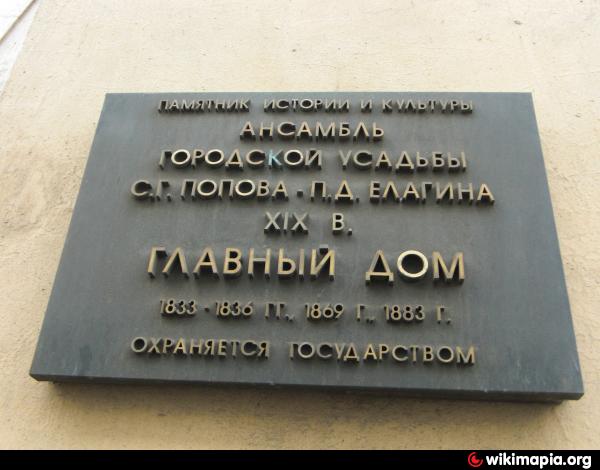 ПАМЯТНИК ИСТОРИИ И КУЛЬТУРЫ
АНСАМБЛЬ
ГОРОДСКОЙ УСАДЬБЫ
С.Г. ПОПОВА - П.Д. ЕЛАГИНА
XIX В.
ГЛАВНЫЙ ДОМ
1833 - 1836 ГГ., 1869 Г., 1883 Г.
ОХРАНЯЕТСЯ ГОСУДАРСТВОМ
wikimapia.org